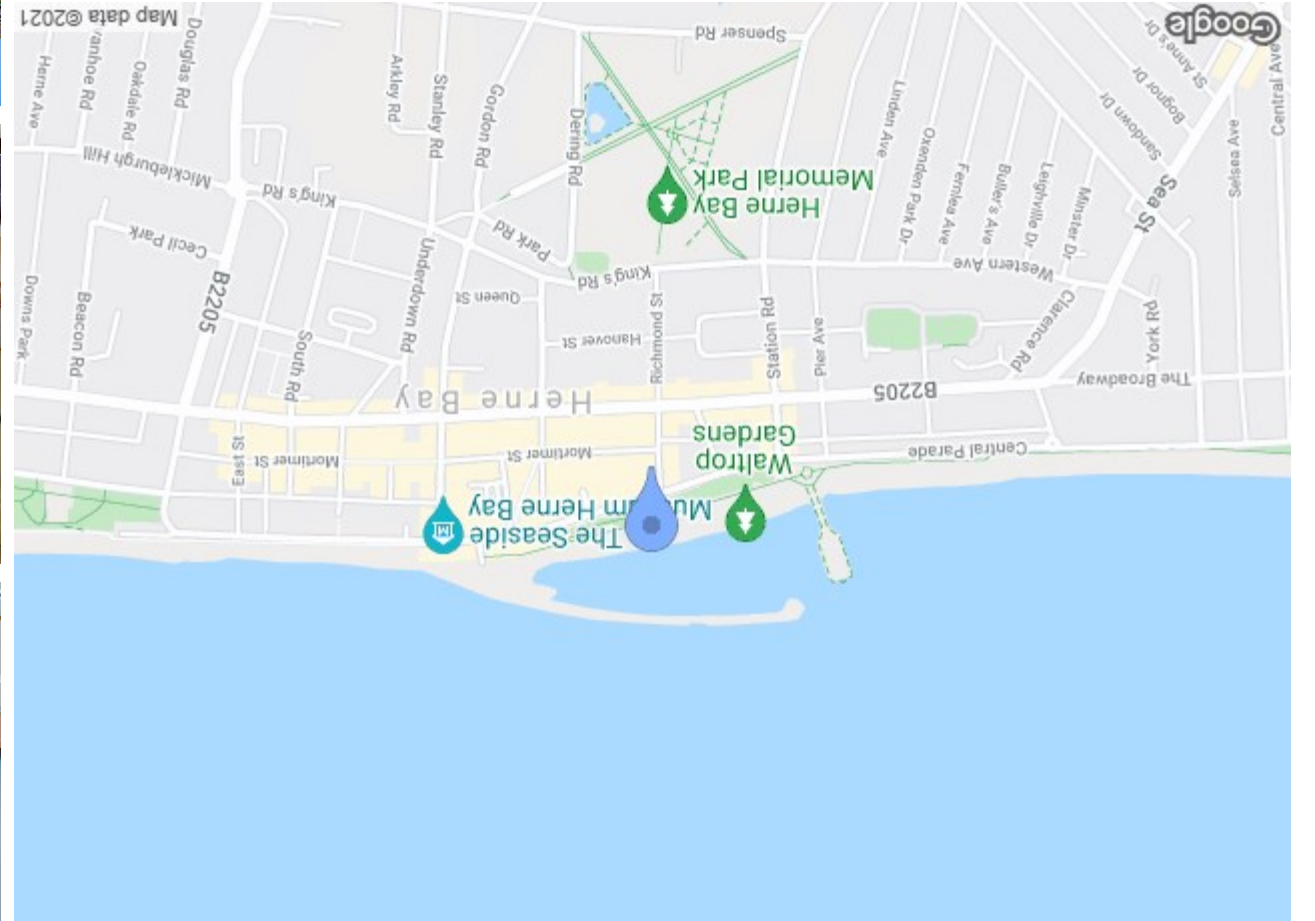 The Seaside
Museum Herne Bay
Waltrop
Gardens
Central Parade
Mortimer St
Mortimer St
East St
The Broadway
B2205
Herne Bay
York Rd
Clarence Rd
Pier Ave
Station Rd
Richmond St
Hanover St
Queen St
South Rd
Beacon Rd
Downs Park
B2205
Underdown Rd
Western Ave
King's Rd
Park Rd
Cecil Park
Herne Bay
Memorial Park
King's Rd
Mickleburgh Hill
Sea St
Minster Dr
Leighville Dr
Buller's Ave
Fernlea Ave
Oxenden Park Dr
Linden Ave
Dering Rd
Gordon Rd
Stanley Rd
Arkley Rd
Selsea Ave
Central Ave
Sandown Dr
Bognor Dr
St Anne's Dr
Spenser Rd
Douglas Rd
Oakdale Rd
vanhoe Rd
Herne Ave
Google
Map data ©2021